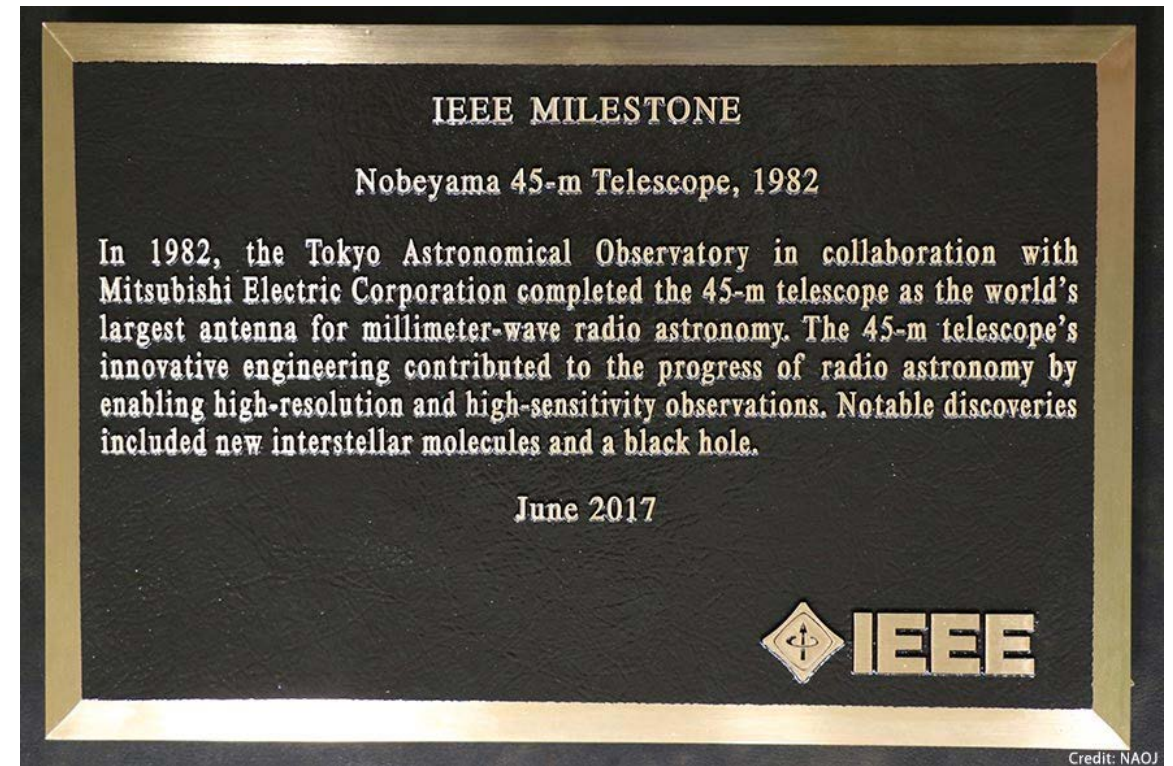 IEEE MILESTONE
Nobeyama 45-m Telescope, 1982
In 1982, the Tokyo Astronomical Observatory in collaboration with
Mitsubishi Electric Corporation completed the 45-m telescope as the world's
largest antenna for millimeter-wave radio astronomy. The 45-m telescope's
innovative engineering contributed to the progress of radio astronomy by
enabling high-resolution and high-sensitivity observations. Notable discoveries
included new interstellar molecules and a black hole.
June 2017
IEEE
Credit: NAOJ